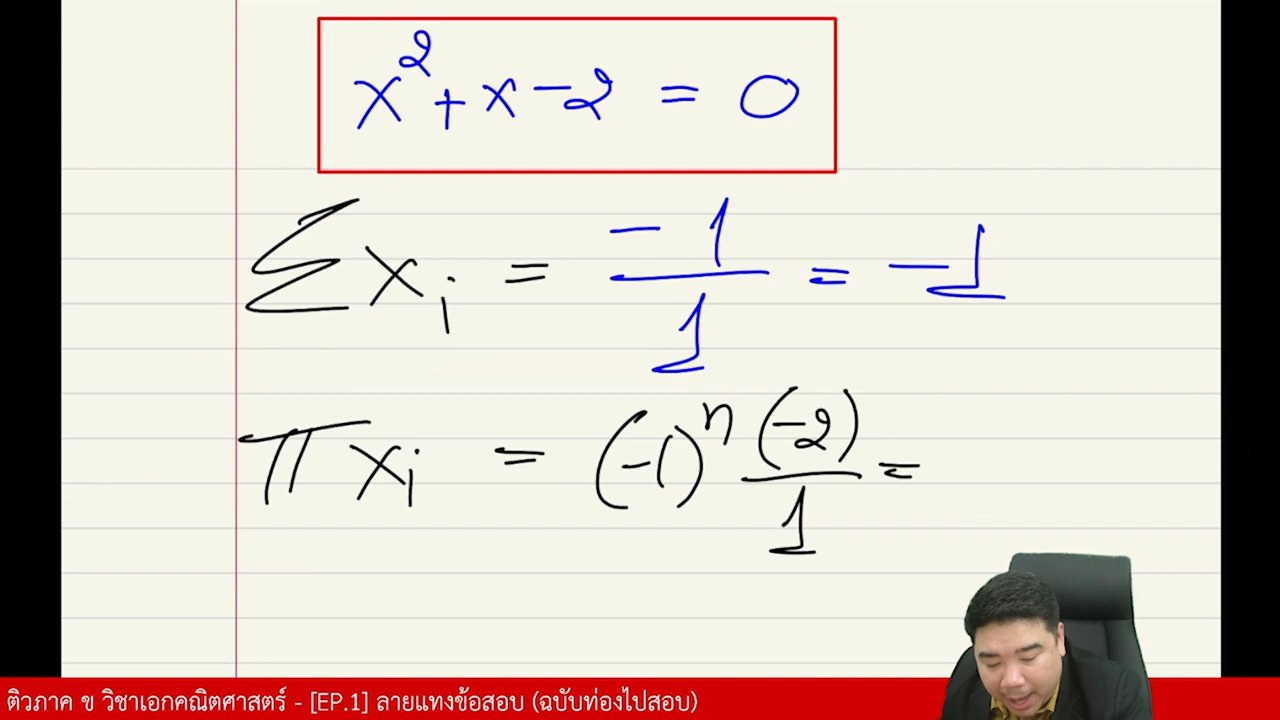 x² + x - 2 = 0
∑ xᵢ = -1/1 = -1
π xᵢ = (-1)ⁿ (-2)/1 =
ติวภาค ข วิชาเอกคณิตศาสตร์ - [EP.1] ลายแทงข้อสอบ (ฉบับท่องไปสอบ)